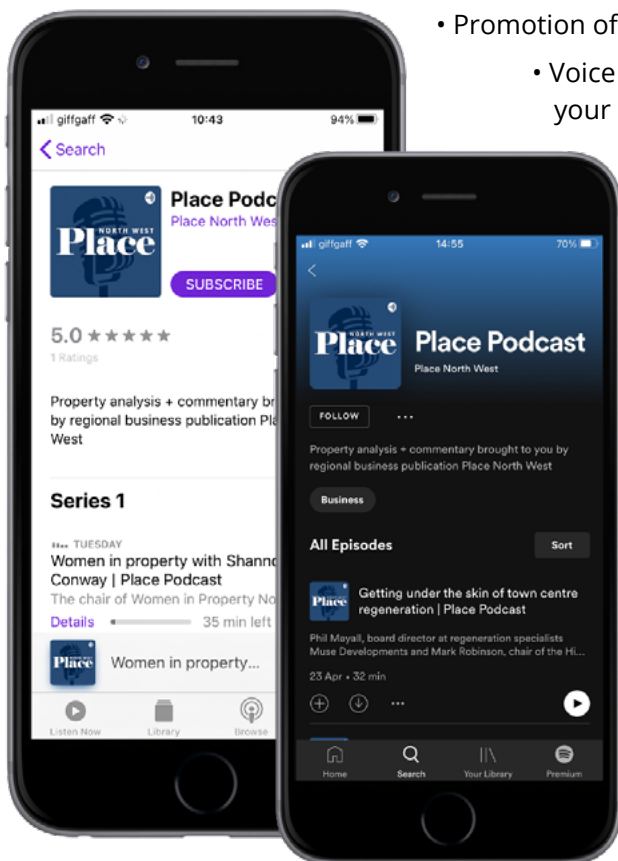 • Promotion of
• Voice
your
giffgaff 10:43 94%
Search
NORTH WEST
Place
Place Podc
Place North Wes
SUBSCRIBE
5.0 ★★★★★
1 Ratings
Property analysis + commentary br
by regional business publication Pla
West
Series 1
TUESDAY
Women in property with Shanno
Conway | Place Podcast
The chair of Women in Property No
Details 35 min left
Place Women in property...
Listen Now Library Browse
giffgaff 14:55 70%
NORTH WEST
Place
Place Podcast
Place North West
FOLLOW ...
Property analysis + commentary brought to you by
regional business publication Place North West
Business
All Episodes Sort
Place
Getting under the skin of town centre
regeneration | Place Podcast
Phil Mayall, board director at regeneration specialists
Muse Developments and Mark Robinson, chair of the Hi...
23 Apr • 32 min
...
Home Search Your Library Premium